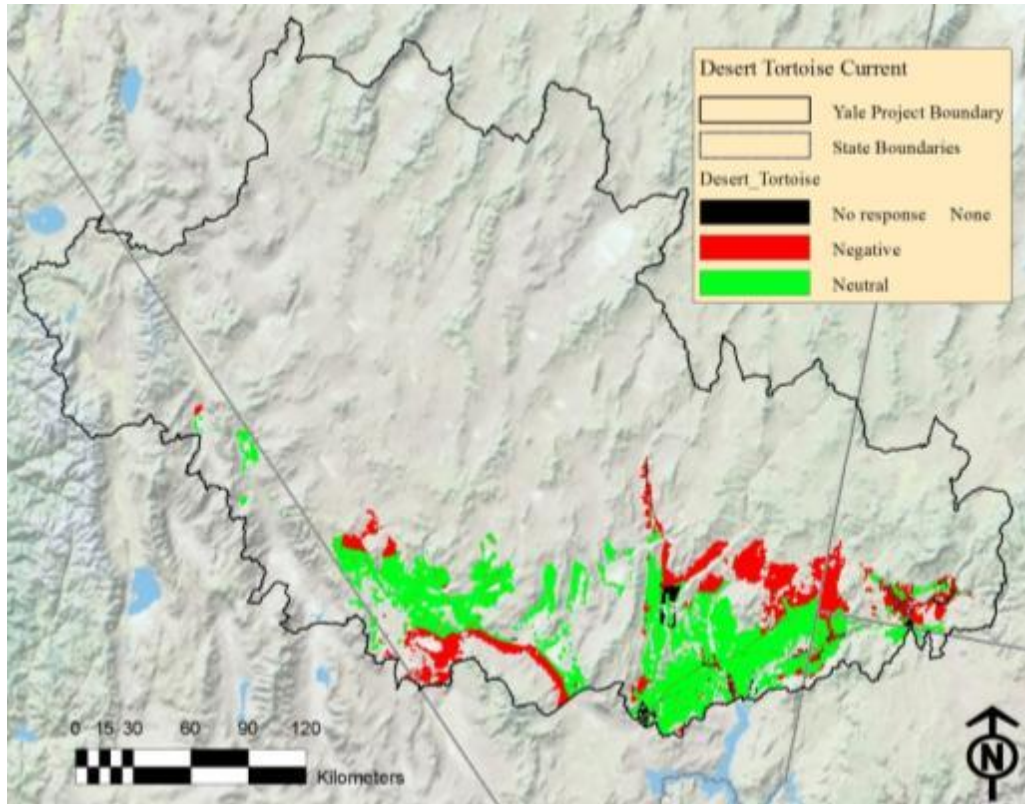 Desert Tortoise Current
Yale Project Boundary
State Boundaries
Desert_Tortoise
No response None
Negative
Neutral
0 15 30 60 90 120
Kilometers
N